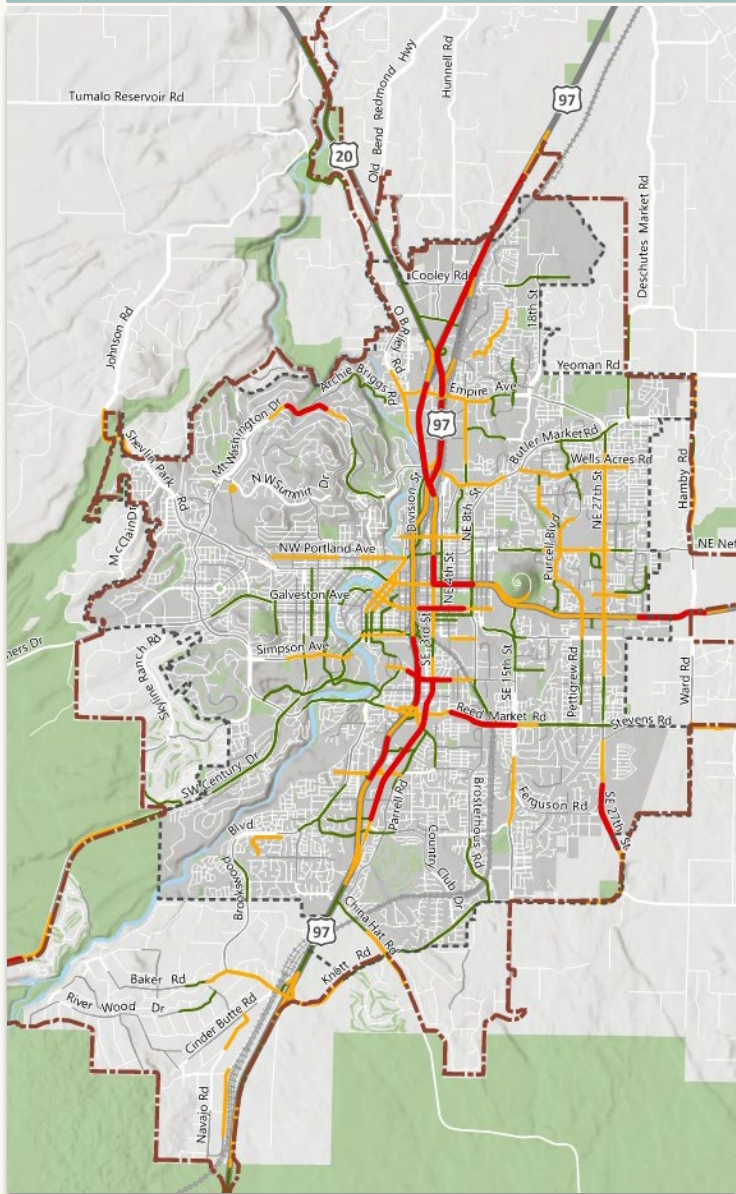 Tumalo Reservoir Rd
Old Bend Redmond Hwy
Hunnell Rd
97
20
Deschutes Market Rd
Johnson Rd
Cooley Rd
18th St
O B Riley Rd
Yeoman Rd
Archie Briggs Rd
Empire Ave
Mt Washington Dr
97
Shevlin Park Rd
Butler Market Rd
Wells Acres Rd
Hamby Rd
NW Summit Dr
Division St
NE 8th St
NE 27th St
McClain Dr
Purcell Blvd
NW Portland Ave
NE 4th St
NE Nef
Galveston Ave
SE 3rd St
Simpson Ave
ners Dr
Skyline Ranch Rd
SE 15th St
Pettigrew Rd
Ward Rd
Reed Market Rd
Stevens Rd
SW Century Dr
Parrell Rd
Brosterhous Rd
Ferguson Rd
SE 27th St
Brookswood Blvd
Country Club Dr
97
China Hat Rd
Knott Rd
Baker Rd
River Wood Dr
Cinder Butte Rd
Navajo Rd